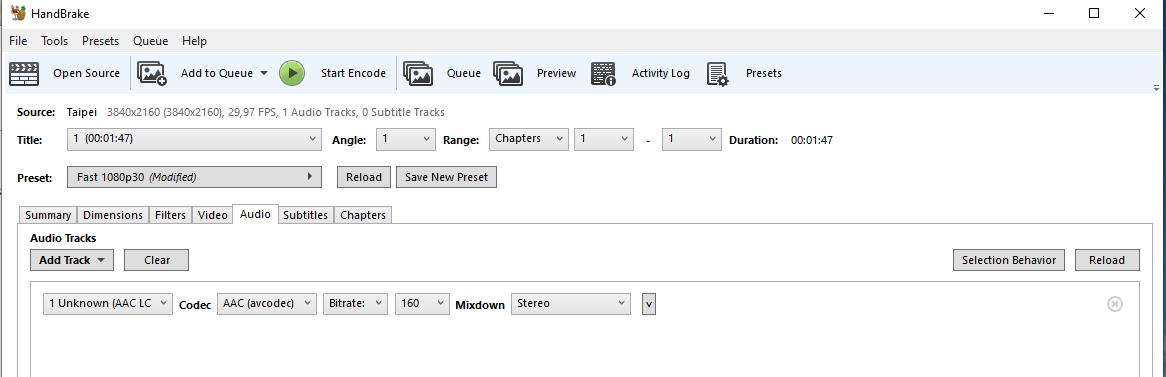 HandBrake
File Tools Presets Queue Help
Open Source Add to Queue Start Encode Queue Preview Activity Log Presets
Source: Taipei 3840x2160 (3840x2160), 29,97 FPS, 1 Audio Tracks, 0 Subtitle Tracks
Title: 1 (00:01:47) Angle: 1 Range: Chapters 1 - 1 Duration: 00:01:47
Preset: Fast 1080p30 (Modified) Reload Save New Preset
Summary Dimensions Filters Video Audio Subtitles Chapters
Audio Tracks
Add Track Clear Selection Behavior Reload
1 Unknown (AAC LC Codec AAC (avcodec) Bitrate: 160 Mixdown Stereo v